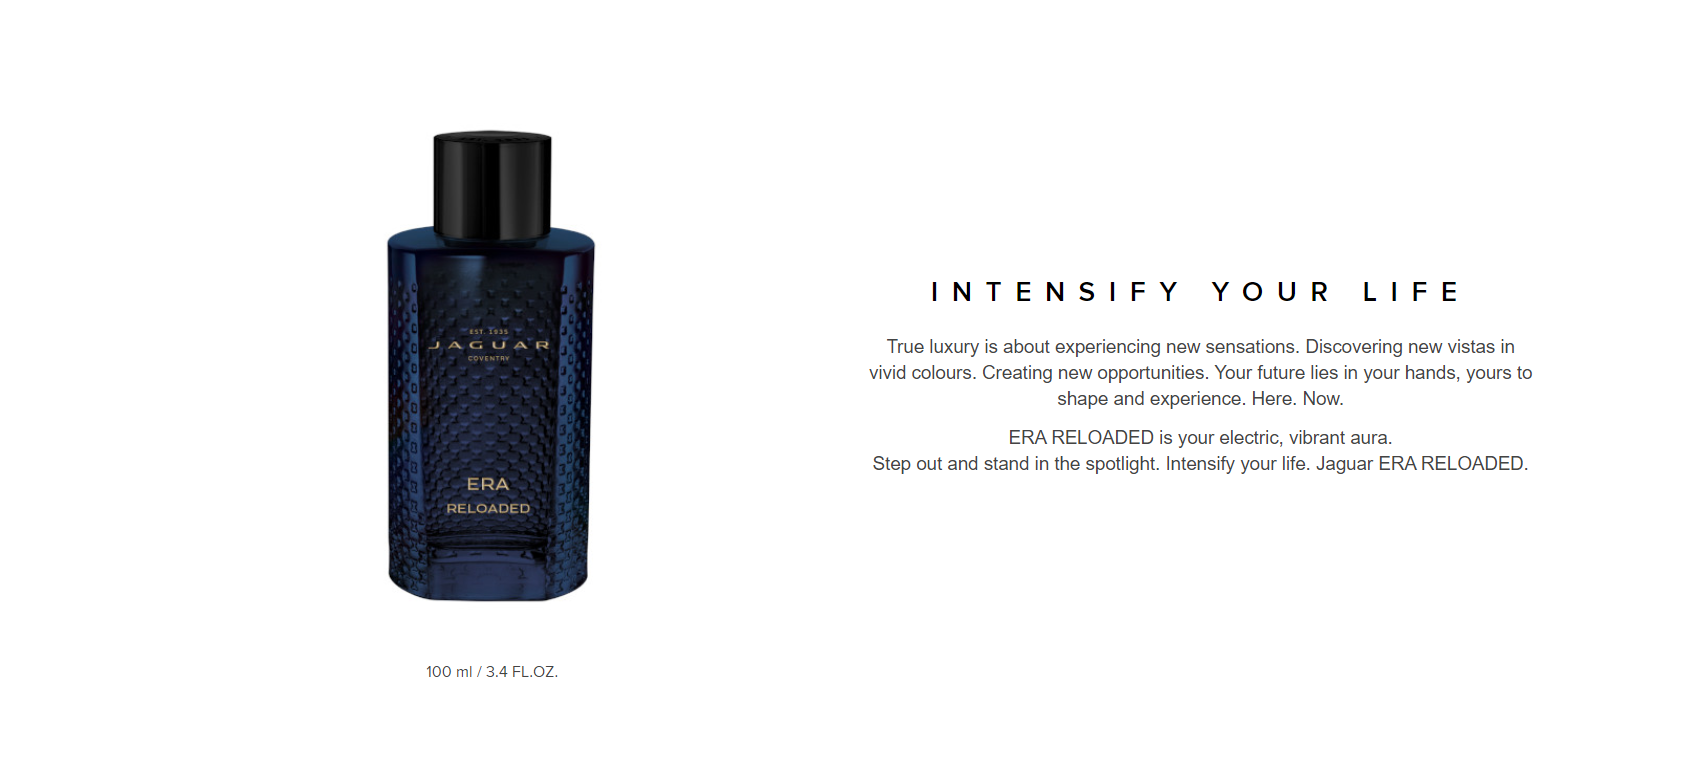 EST. 1935
JAGUAR
COVENTRY
ERA
RELOADED
100 ml / 3.4 FL.OZ.
INTENSIFY YOUR LIFE
True luxury is about experiencing new sensations. Discovering new vistas in
vivid colours. Creating new opportunities. Your future lies in your hands, yours to
shape and experience. Here. Now.
ERA RELOADED is your electric, vibrant aura.
Step out and stand in the spotlight. Intensify your life. Jaguar ERA RELOADED.